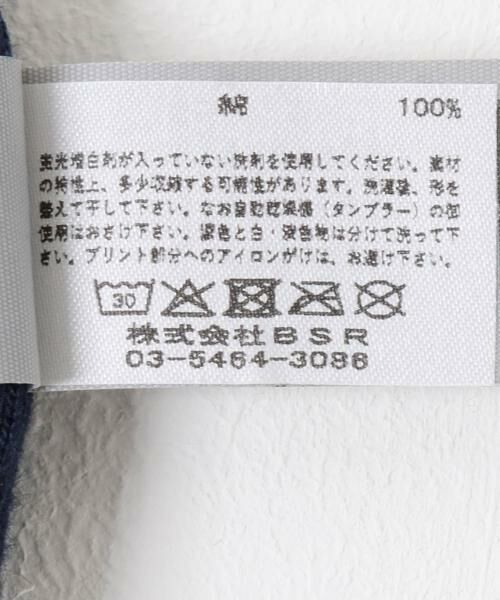 綿 100%
蛍光増白剤が入っていない洗剤を使用してください。素材
の特性上、多少収縮する可能性があります。洗濯後、形を
整えて干して下さい。なお自動乾燥機（タンブラー）の御
使用はおさけ下さい。濃色と白・淡色物は分けて洗って下
さい。プリント部分へのアイロンがけは、お避け下さい。
30
株式会社BSR
03-5464-3086